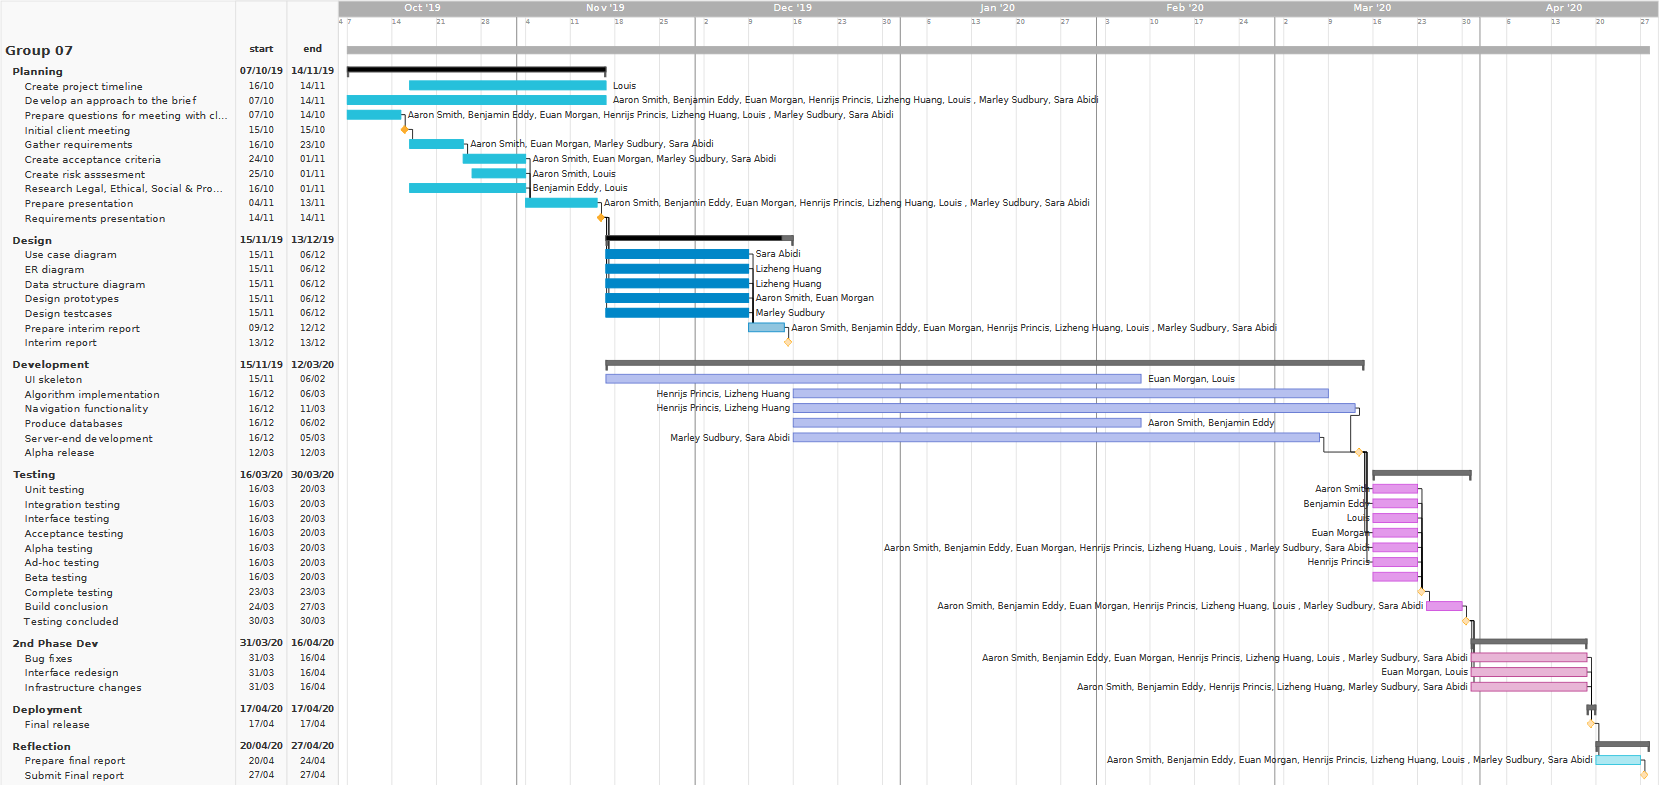 Oct '19 Nov '19 Dec '19 Jan '20 Feb '20 Mar '20 Apr '20
4 7 14 21 28 4 11 18 25 2 9 16 23 30 6 13 20 27 3 10 17 24 2 9 16 23 30 6 13 20 27
Group 07 start end
Planning 07/10/19 14/11/19
Create project timeline 16/10 14/11 Louis
Develop an approach to the brief 07/10 14/11 Aaron Smith, Benjamin Eddy, Euan Morgan, Henrijs Princis, Lizheng Huang, Louis , Marley Sudbury, Sara Abidi
Prepare questions for meeting with cl... 07/10 14/10 Aaron Smith, Benjamin Eddy, Euan Morgan, Henrijs Princis, Lizheng Huang, Louis , Marley Sudbury, Sara Abidi
Initial client meeting 15/10 15/10
Gather requirements 16/10 23/10 Aaron Smith, Euan Morgan, Marley Sudbury, Sara Abidi
Create acceptance criteria 24/10 01/11 Aaron Smith, Euan Morgan, Marley Sudbury, Sara Abidi
Create risk asssesment 25/10 01/11 Aaron Smith, Louis
Research Legal, Ethical, Social & Pro... 16/10 01/11 Benjamin Eddy, Louis
Prepare presentation 04/11 13/11 Aaron Smith, Benjamin Eddy, Euan Morgan, Henrijs Princis, Lizheng Huang, Louis , Marley Sudbury, Sara Abidi
Requirements presentation 14/11 14/11
Design 15/11/19 13/12/19
Use case diagram 15/11 06/12 Sara Abidi
ER diagram 15/11 06/12 Lizheng Huang
Data structure diagram 15/11 06/12 Lizheng Huang
Design prototypes 15/11 06/12 Aaron Smith, Euan Morgan
Design testcases 15/11 06/12 Marley Sudbury
Prepare interim report 09/12 12/12 Aaron Smith, Benjamin Eddy, Euan Morgan, Henrijs Princis, Lizheng Huang, Louis , Marley Sudbury, Sara Abidi
Interim report 13/12 13/12
Development 15/11/19 12/03/20
UI skeleton 15/11 06/02 Euan Morgan, Louis
Algorithm implementation 16/12 06/03 Henrijs Princis, Lizheng Huang
Navigation functionality 16/12 11/03 Henrijs Princis, Lizheng Huang
Produce databases 16/12 06/02 Aaron Smith, Benjamin Eddy
Server-end development 16/12 05/03 Marley Sudbury, Sara Abidi
Alpha release 12/03 12/03
Testing 16/03/20 30/03/20
Unit testing 16/03 20/03 Aaron Smith
Integration testing 16/03 20/03 Benjamin Eddy
Interface testing 16/03 20/03 Louis
Acceptance testing 16/03 20/03 Euan Morgan
Alpha testing 16/03 20/03 Aaron Smith, Benjamin Eddy, Euan Morgan, Henrijs Princis, Lizheng Huang, Louis , Marley Sudbury, Sara Abidi
Ad-hoc testing 16/03 20/03 Henrijs Princis
Beta testing 16/03 20/03
Complete testing 23/03 23/03
Build conclusion 24/03 27/03 Aaron Smith, Benjamin Eddy, Euan Morgan, Henrijs Princis, Lizheng Huang, Louis , Marley Sudbury, Sara Abidi
Testing concluded 30/03 30/03
2nd Phase Dev 31/03/20 16/04/20
Bug fixes 31/03 16/04 Aaron Smith, Benjamin Eddy, Euan Morgan, Henrijs Princis, Lizheng Huang, Louis , Marley Sudbury, Sara Abidi
Interface redesign 31/03 16/04 Euan Morgan, Louis
Infrastructure changes 31/03 16/04 Aaron Smith, Benjamin Eddy, Henrijs Princis, Lizheng Huang, Marley Sudbury, Sara Abidi
Deployment 17/04/20 17/04/20
Final release 17/04 17/04
Reflection 20/04/20 27/04/20
Prepare final report 20/04 24/04 Aaron Smith, Benjamin Eddy, Euan Morgan, Henrijs Princis, Lizheng Huang, Louis , Marley Sudbury, Sara Abidi
Submit Final report 27/04 27/04